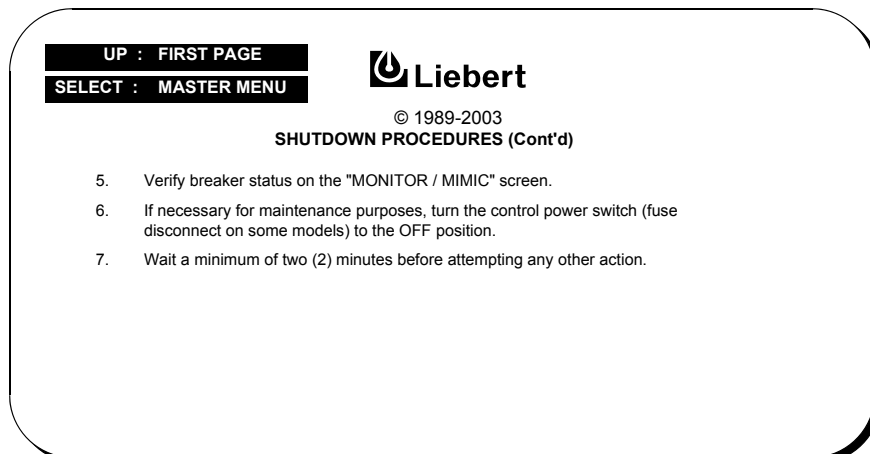 UP : FIRST PAGE
SELECT : MASTER MENU
Liebert
© 1989-2003
SHUTDOWN PROCEDURES (Cont'd)
5. Verify breaker status on the "MONITOR / MIMIC" screen.
6. If necessary for maintenance purposes, turn the control power switch (fuse
disconnect on some models) to the OFF position.
7. Wait a minimum of two (2) minutes before attempting any other action.